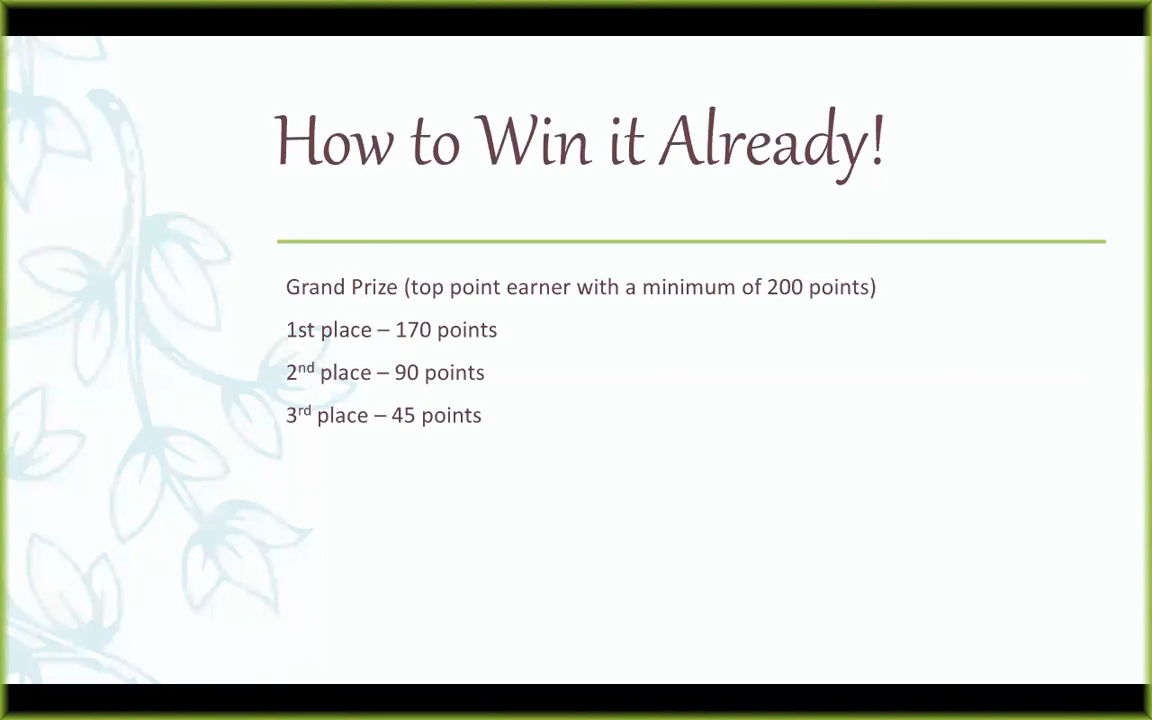 How to Win it Already!
Grand Prize (top point earner with a minimum of 200 points)
1st place – 170 points
2nd place – 90 points
3rd place – 45 points